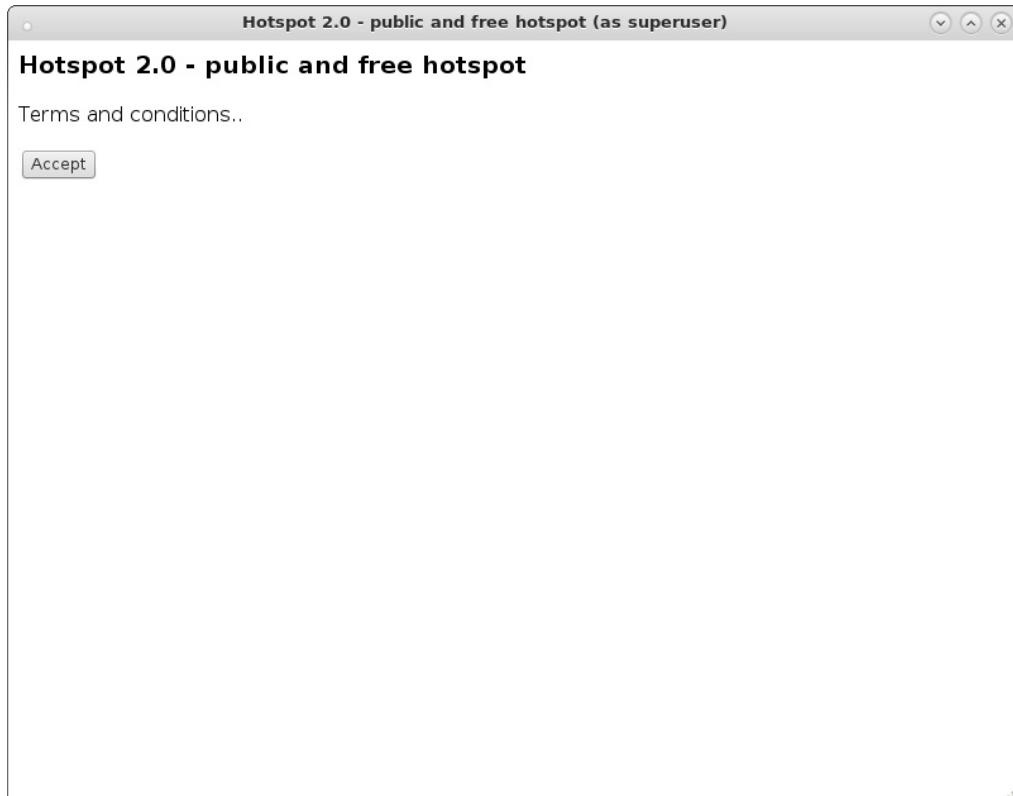 Hotspot 2.0 - public and free hotspot (as superuser)
Hotspot 2.0 - public and free hotspot
Terms and conditions..
Accept